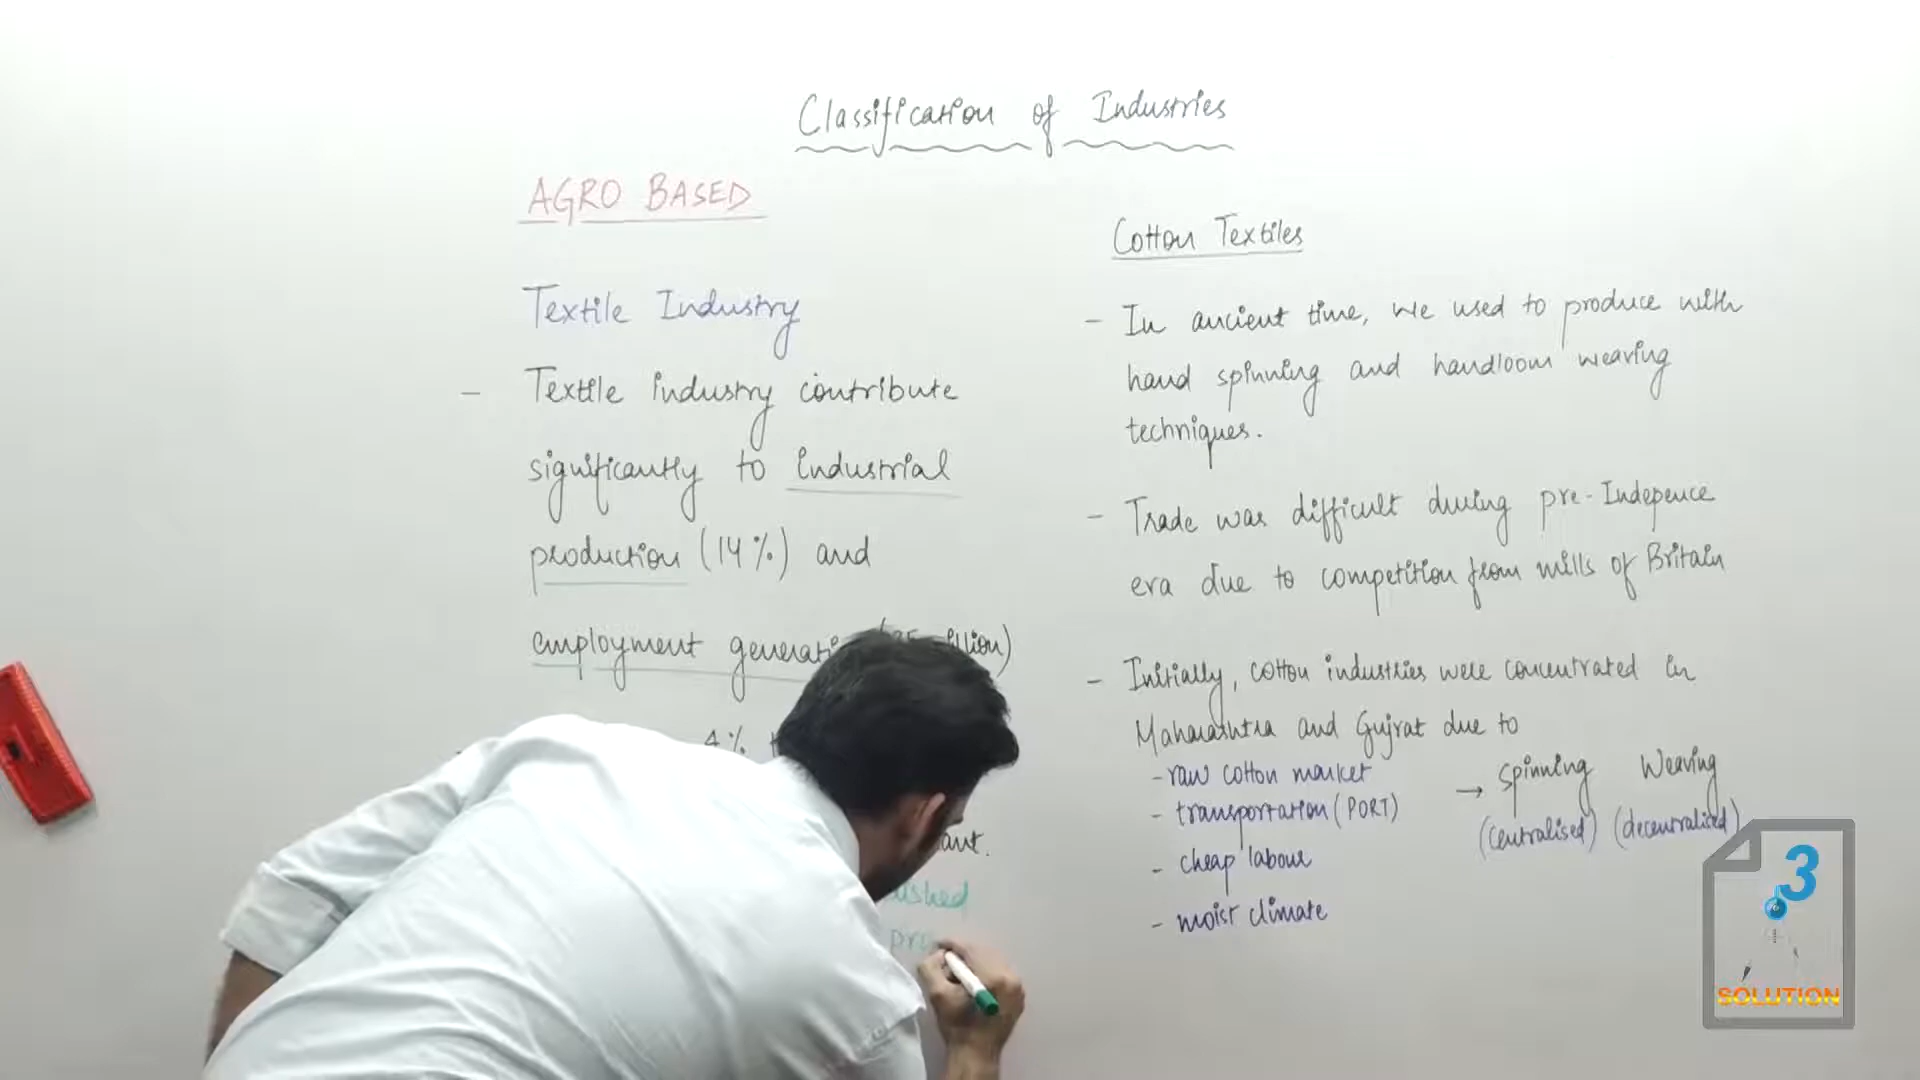 Classification of Industries
AGRO BASED
Textile Industry
- Textile industry contribute
significantly to industrial
production (14%) and
employment
4%
Cotton Textiles
- In ancient time, we used to produce with
hand spinning and handloom weaving
techniques.
- Trade was difficult during pre-Indepence
era due to competition from mills of Britain
- Initially, cotton industries were concentrated in
Maharashtra and Gujrat due to
- raw cotton market
- transportation (PORT)
- cheap labour
- moist climate
→ Spinning Weaving
(Centralised) (decentralised)
3
SOLUTION